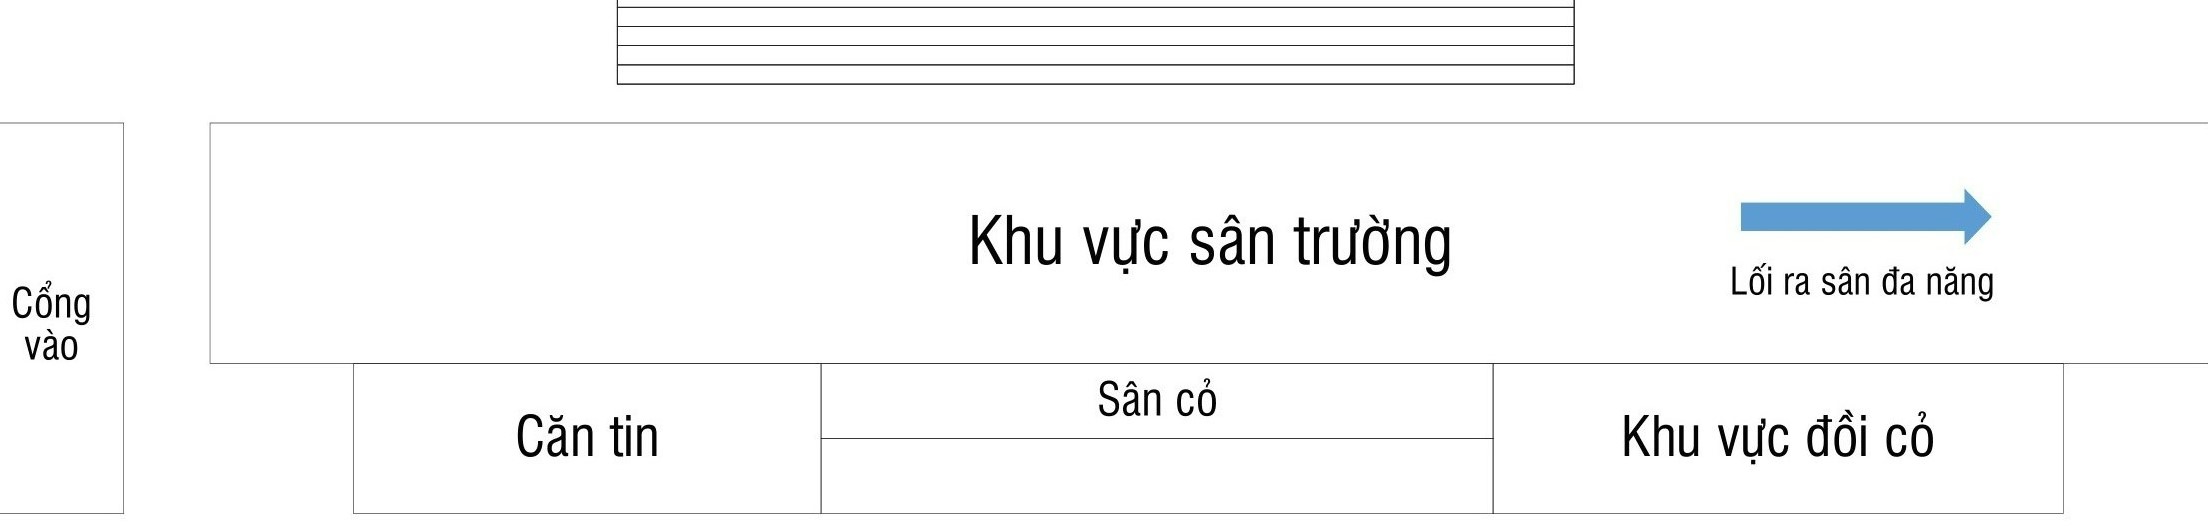 Khu vực sân trường
Lối ra sân đa năng
Cổng
vào
Sân cỏ
Căn tin
Khu vực đồi cỏ